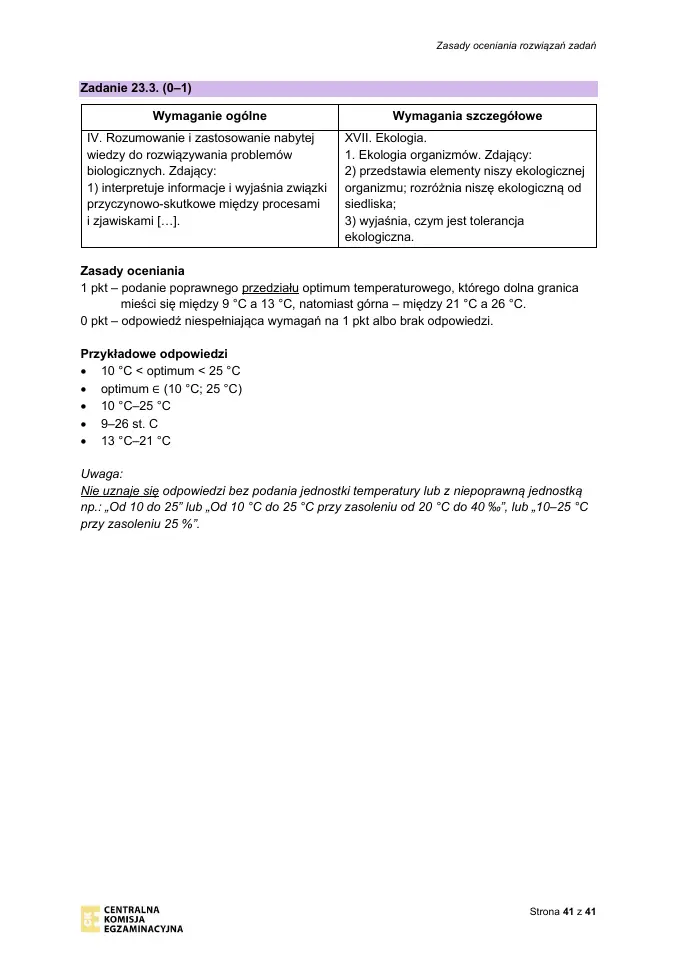 Zasady oceniania rozwiązań zadań
Zadanie 23.3. (0–1)
Wymaganie ogólne
Wymagania szczegółowe
IV. Rozumowanie i zastosowanie nabytej
wiedzy do rozwiązywania problemów
biologicznych. Zdający:
1) interpretuje informacje i wyjaśnia związki
przyczynowo-skutkowe między procesami
i zjawiskami […].
XVII. Ekologia.
1. Ekologia organizmów. Zdający:
2) przedstawia elementy niszy ekologicznej
organizmu; rozróżnia niszę ekologiczną od
siedliska;
3) wyjaśnia, czym jest tolerancja
ekologiczna.
Zasady oceniania
1 pkt – podanie poprawnego przedziału optimum temperaturowego, którego dolna granica
mieści się między 9 °C a 13 °C, natomiast górna – między 21 °C a 26 °C.
0 pkt – odpowiedź niespełniająca wymagań na 1 pkt albo brak odpowiedzi.
Przykładowe odpowiedzi
• 10 °C < optimum < 25 °C
• optimum ∈ (10 °C; 25 °C)
• 10 °C–25 °C
• 9–26 st. C
• 13 °C–21 °C
Uwaga:
Nie uznaje się odpowiedzi bez podania jednostki temperatury lub z niepoprawną jednostką
np.: „Od 10 do 25” lub „Od 10 °C do 25 °C przy zasoleniu od 20 °C do 40 ‰”, lub „10–25 °C
przy zasoleniu 25 %”.
CKE
CENTRALNA
KOMISJA
EGZAMINACYJNA
Strona 41 z 41